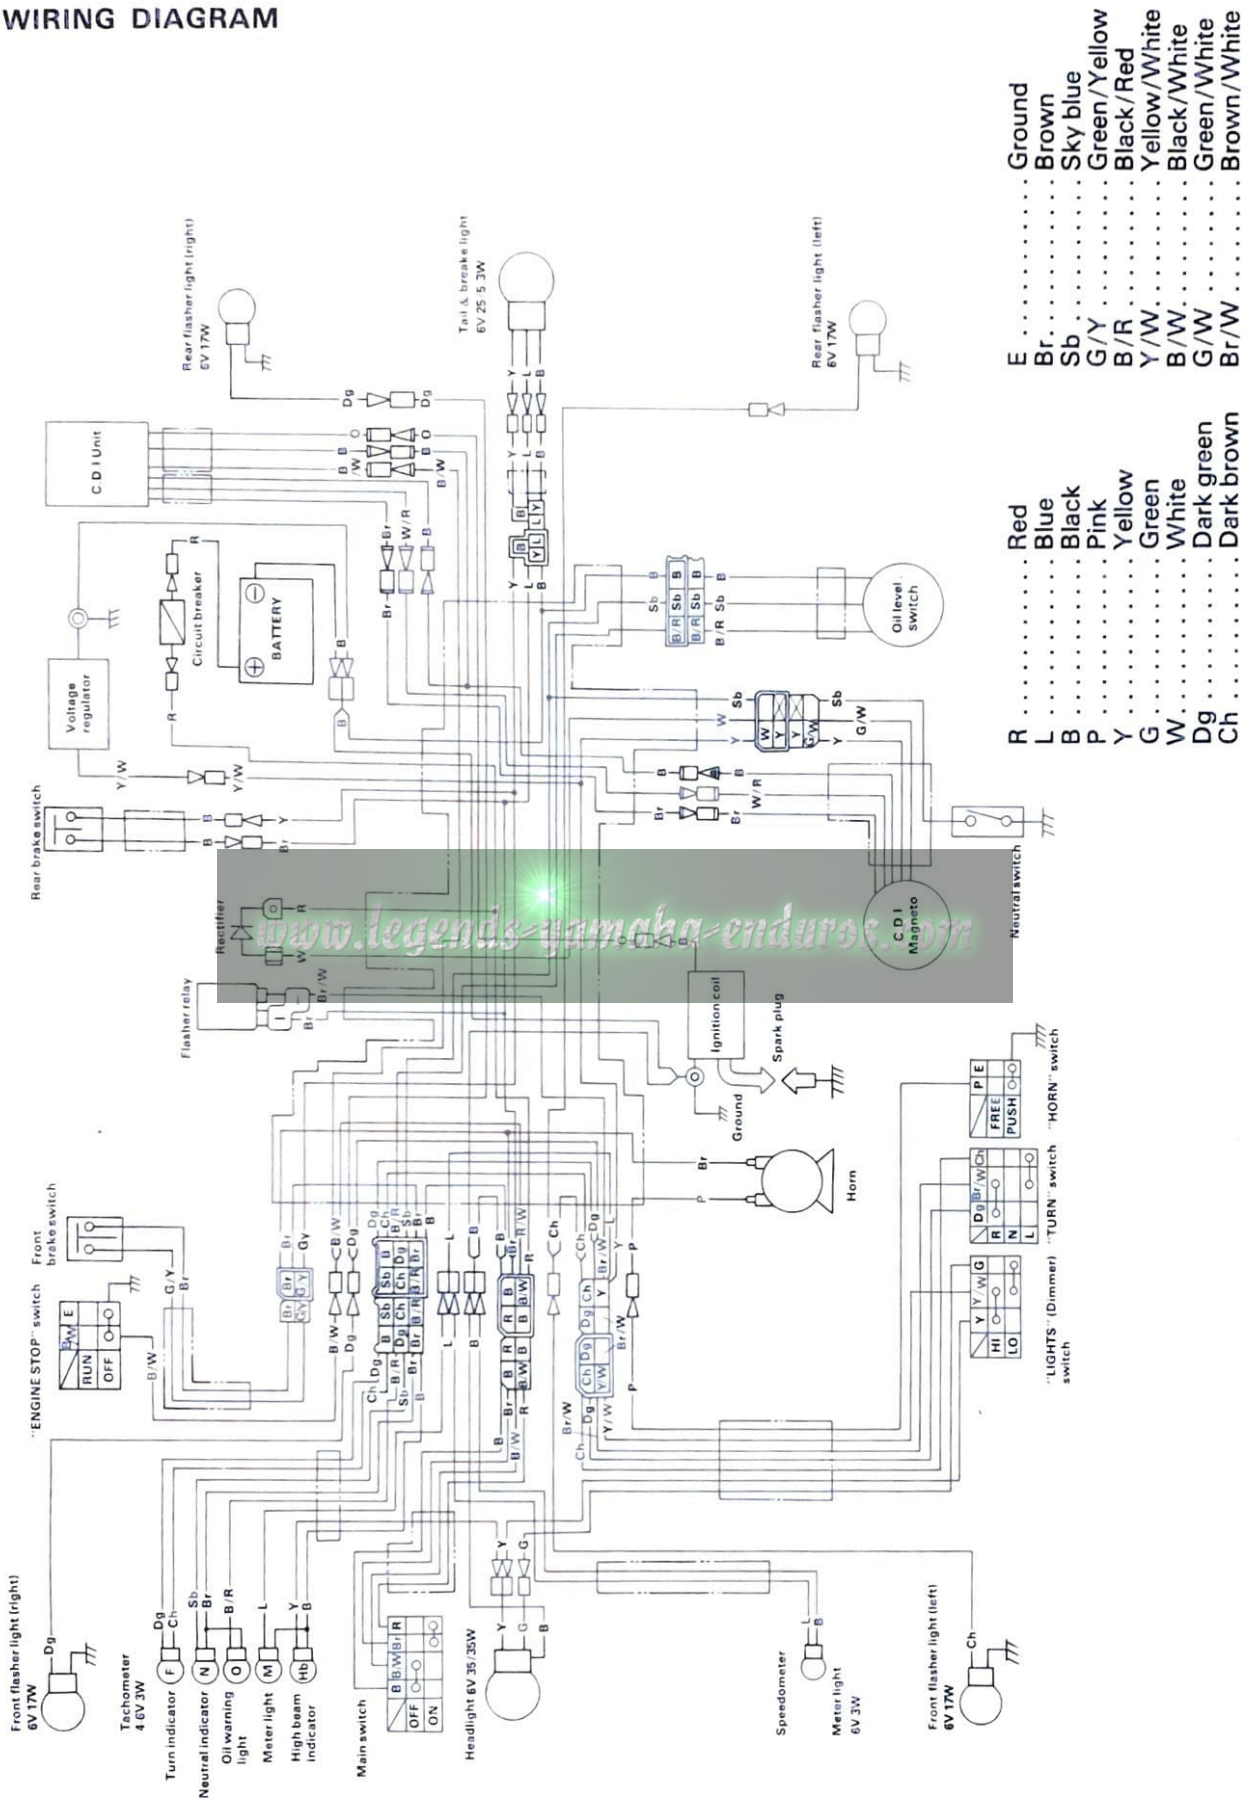 WIRING DIAGRAM
Rear flasher light (right)
6V 17W
Tail & breake light
6V 25/5 3W
Rear flasher light (left)
6V 17W
C.D.I Unit
Voltage
regulator
Circuit breaker
BATTERY
Oil level
switch
Rear brake switch
Rectifier
Flasher relay
Neutral switch
C D I
Magneto
Ignition coil
Spark plug
Ground
Horn
www.legends-yamaha-enduros.com
Front
brake switch
"ENGINE STOP" switch
B/W E
RUN
OFF
P E
FREE
PUSH
"HORN" switch
Dg Br/W Ch
R
N
L
"TURN" switch
Y Y/W G
HI
LO
"LIGHTS" (Dimmer)
switch
Front flasher light (right)
6V 17W
Tachometer
4.6V 3W
Turn indicator
F
Neutral indicator
N
Oil warning
light
O
Meter light
M
High beam
indicator
Hb
Main switch
B B/W Br R
OFF
ON
Headlight 6V 35/35W
Speedometer
Meter light
6V 3W
Front flasher light (left)
6V 17W
R . . . . . . . . . . . Red
L . . . . . . . . . . . Blue
B . . . . . . . . . . . Black
P . . . . . . . . . . . Pink
Y . . . . . . . . . . . Yellow
G . . . . . . . . . . . Green
W . . . . . . . . . . . White
Dg . . . . . . . . . . . Dark green
Ch . . . . . . . . . . . Dark brown
E . . . . . . . . . . . Ground
Br . . . . . . . . . . . Brown
Sb . . . . . . . . . . . Sky blue
G/Y . . . . . . . . . . . Green/Yellow
B/R . . . . . . . . . . . Black/Red
Y/W . . . . . . . . . . . Yellow/White
B/W . . . . . . . . . . . Black/White
G/W . . . . . . . . . . . Green/White
Br/W . . . . . . . . . . . Brown/White